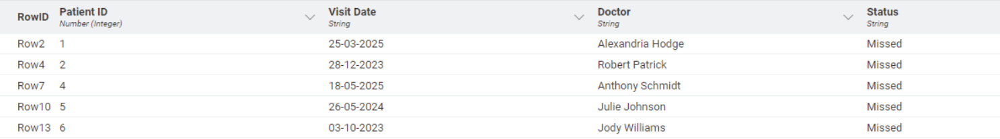 RowID Patient ID Visit Date Doctor Status
Number (Integer) String String String
Row2 1 25-03-2025 Alexandria Hodge Missed
Row4 2 28-12-2023 Robert Patrick Missed
Row7 4 18-05-2025 Anthony Schmidt Missed
Row10 5 26-05-2024 Julie Johnson Missed
Row13 6 03-10-2023 Jody Williams Missed